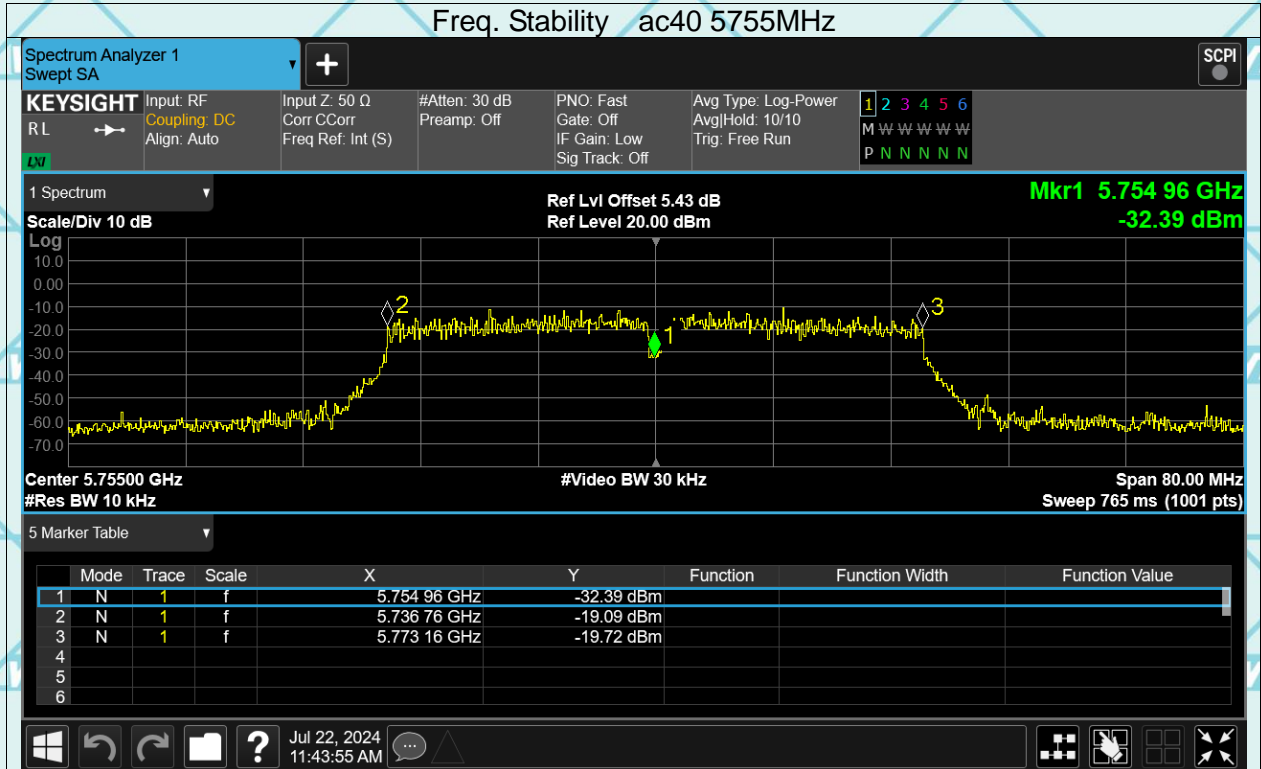 Freq. Stability ac40 5755MHz
Spectrum Analyzer 1
Swept SA
+
SCPI
KEYSIGHT Input: RF Input Z: 50 Ω #Atten: 30 dB PNO: Fast Avg Type: Log-Power 1 2 3 4 5 6
RL Coupling: DC Corr CCorr Preamp: Off Gate: Off Avg|Hold: 10/10 M W W W W W
Align: Auto Freq Ref: Int (S) IF Gain: Low Trig: Free Run P N N N N N
LXI Sig Track: Off
1 Spectrum
Ref Lvl Offset 5.43 dB Mkr1 5.754 96 GHz
Scale/Div 10 dB Ref Level 20.00 dBm -32.39 dBm
Log
10.0
0.00
-10.0
-20.0
-30.0
-40.0
-50.0
-60.0
-70.0
2
3
1
Center 5.75500 GHz #Video BW 30 kHz Span 80.00 MHz
#Res BW 10 kHz Sweep 765 ms (1001 pts)
5 Marker Table
Mode Trace Scale X Y Function Function Width Function Value
1 N 1 f 5.754 96 GHz -32.39 dBm
2 N 1 f 5.736 76 GHz -19.09 dBm
3 N 1 f 5.773 16 GHz -19.72 dBm
4
5
6
? Jul 22, 2024
11:43:55 AM